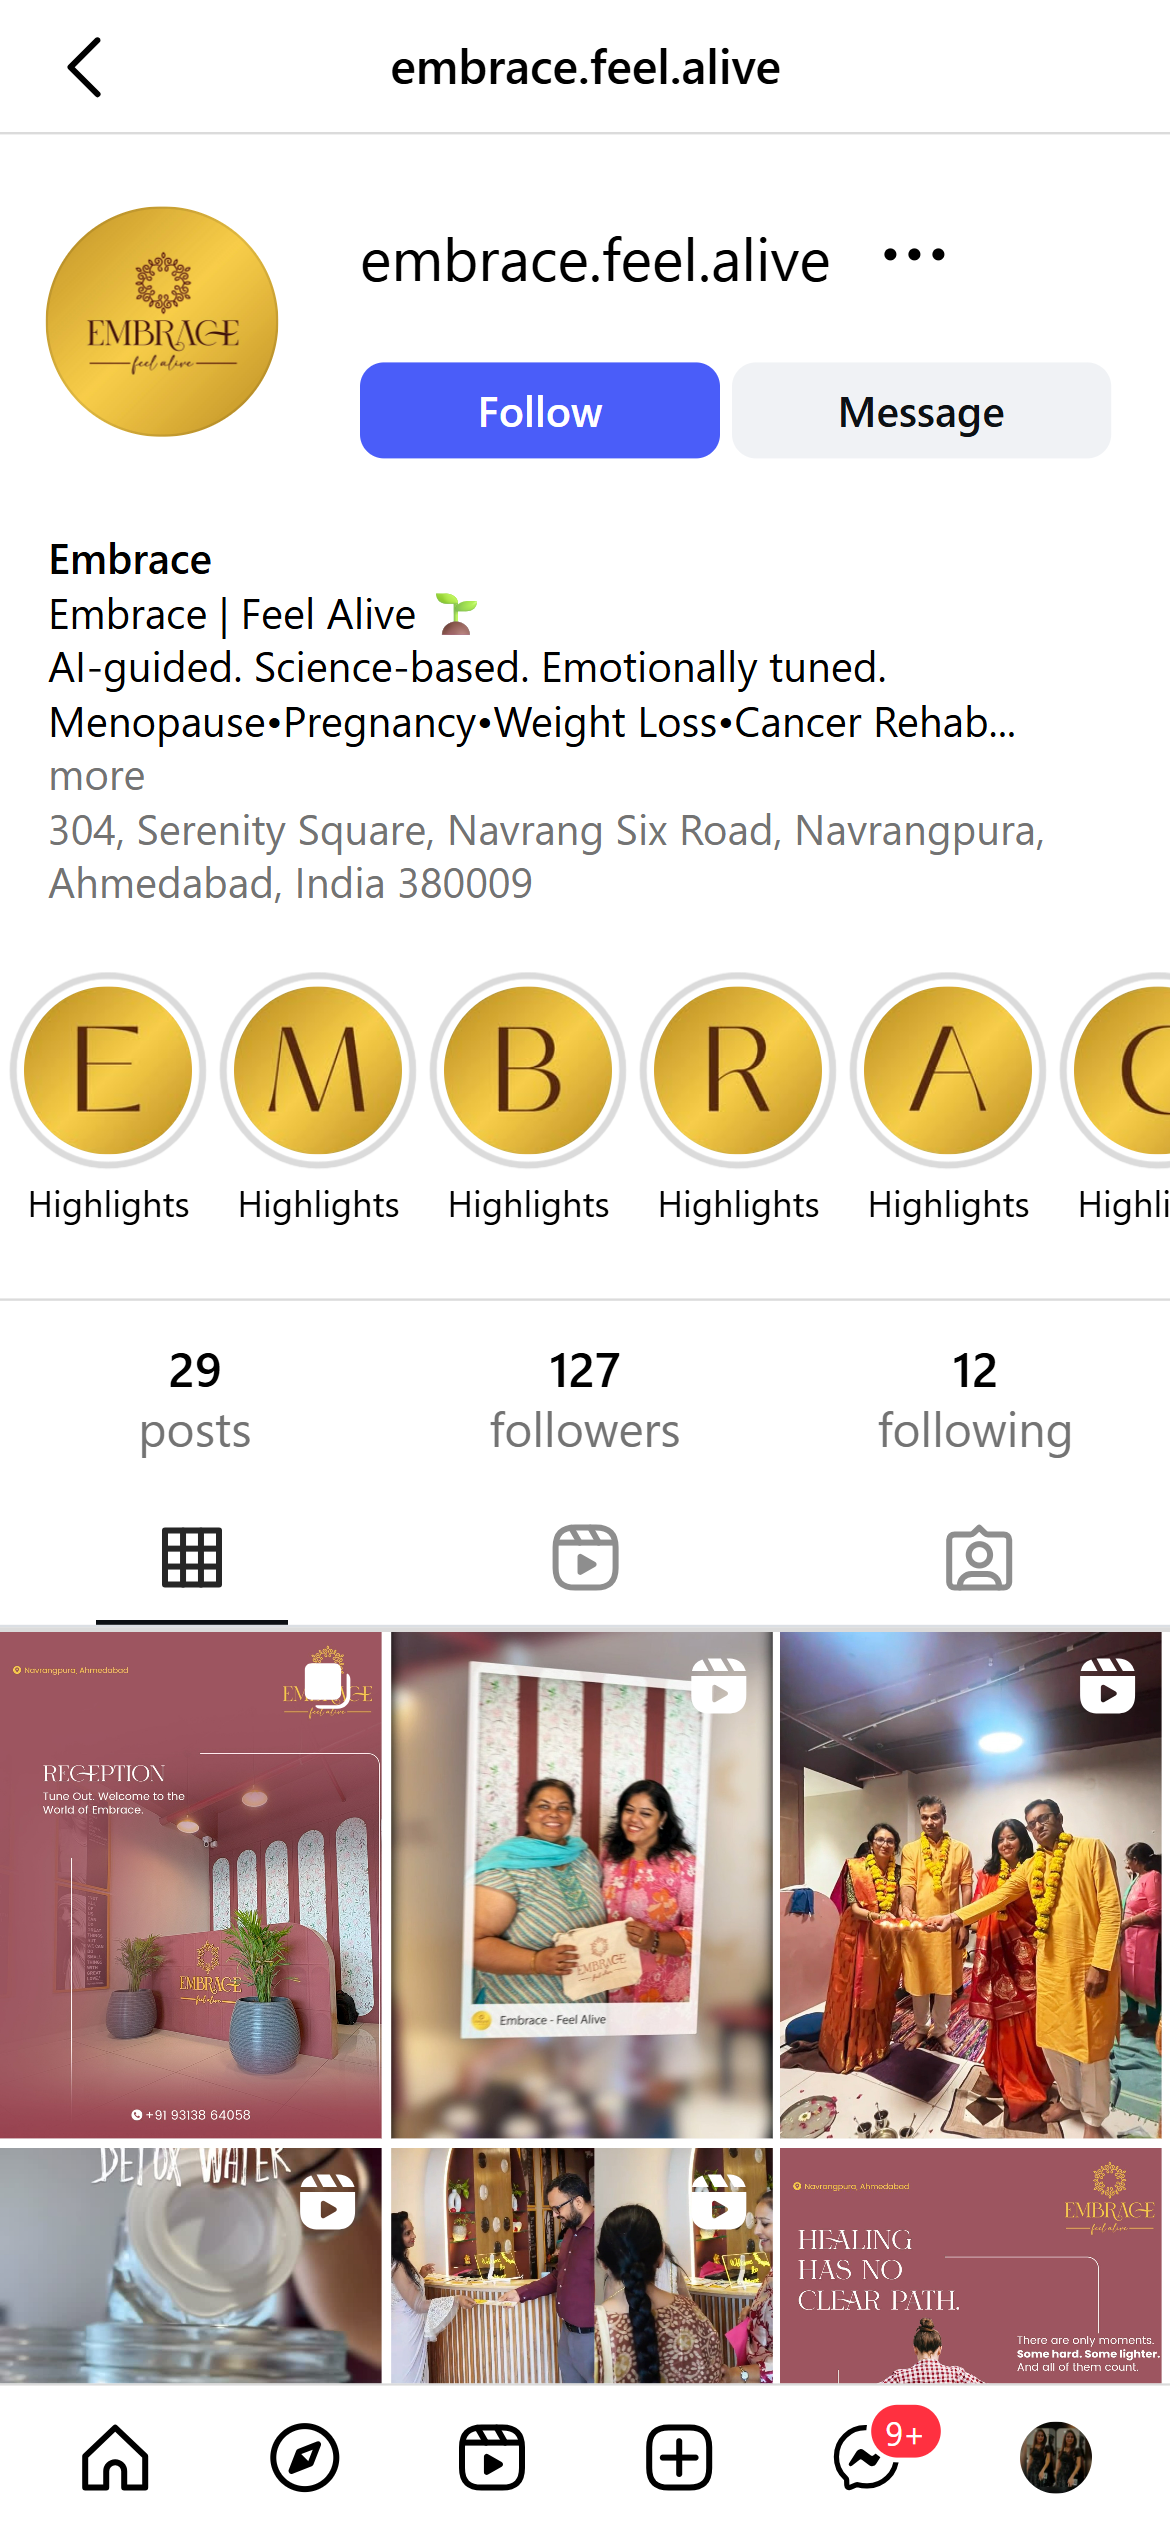 embrace.feel.alive
EMBRACE
feel alive
embrace.feel.alive
Follow
Message
Embrace
Embrace | Feel Alive
AI-guided. Science-based. Emotionally tuned.
Menopause•Pregnancy•Weight Loss•Cancer Rehab...
more
304, Serenity Square, Navrang Six Road, Navrangpura,
Ahmedabad, India 380009
E
M
B
R
A
C
Highlights
Highlights
Highlights
Highlights
Highlights
Highli
29
posts
127
followers
12
following
Navrangpura, Ahmedabad
feel alive
RECEPTION
Tune Out. Welcome to the
World of Embrace.
EMBRACE
feel alive
+91 93138 64058
EMBRACE
Embrace - Feel Alive
DETOX WATER
Navrangpura, Ahmedabad
EMBRACE
feel alive
HEALING
HAS NO
CLEAR PATH.
There are only moments.
Some hard. Some lighter.
And all of them count.
9+